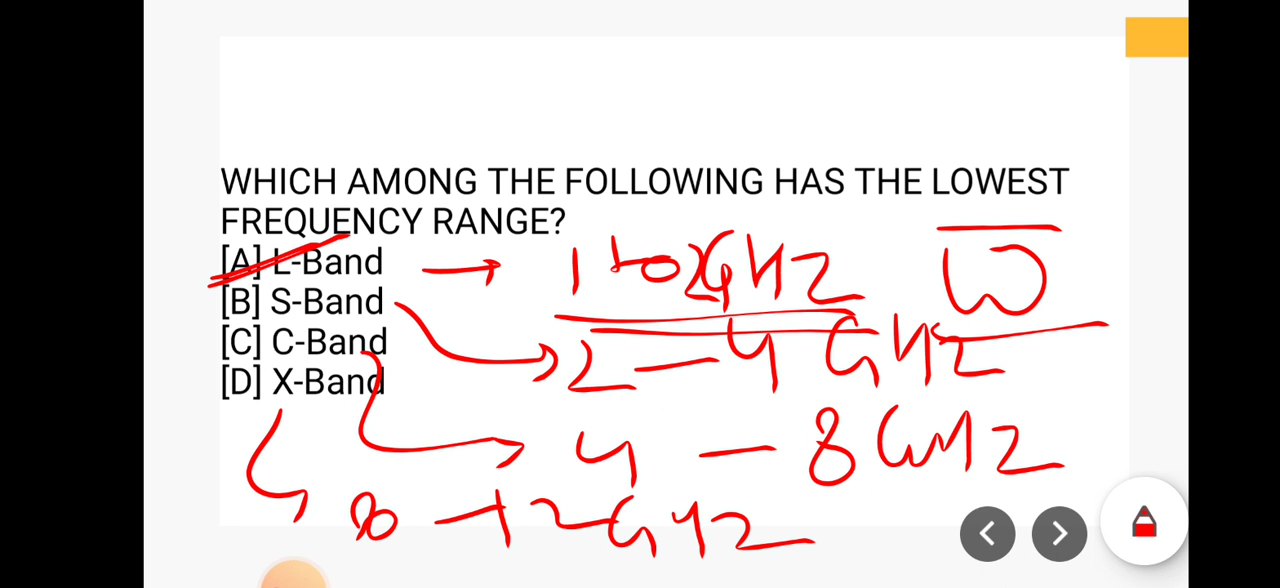 WHICH AMONG THE FOLLOWING HAS THE LOWEST
FREQUENCY RANGE?
[A] L-Band
1 to 2GHZ
W
[B] S-Band
2-4 GHZ
[C] C-Band
4-8 GHZ
[D] X-Band
8-12 GHZ